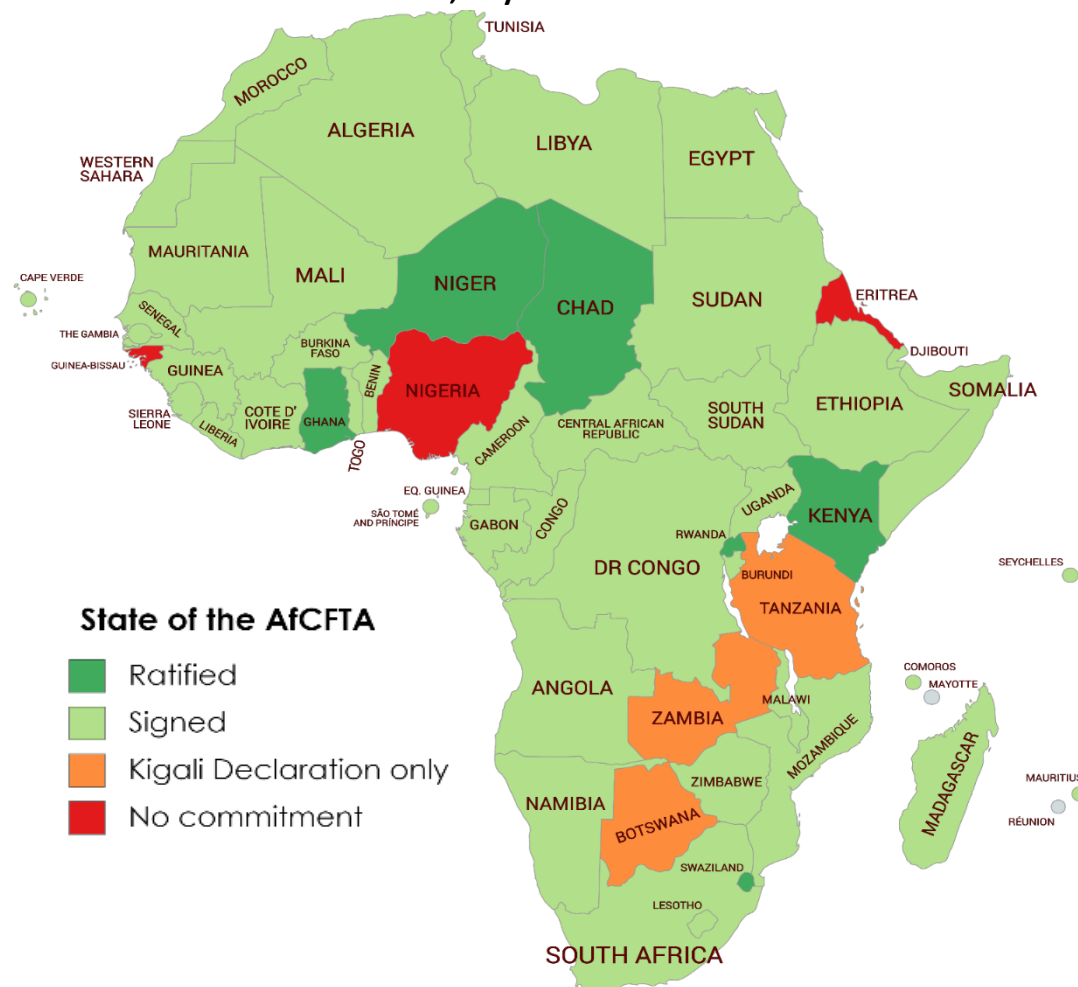 TUNISIA
MOROCCO
ALGERIA
LIBYA
EGYPT
WESTERN
SAHARA
MAURITANIA
MALI
NIGER
CHAD
SUDAN
ERITREA
CAPE VERDE
SENEGAL
THE GAMBIA
GUINEA-BISSAU
GUINEA
BURKINA
FASO
BENIN
NIGERIA
DJIBOUTI
SOMALIA
SIERRA
LEONE
LIBERIA
COTE D'
IVOIRE
GHANA
TOGO
CAMEROON
CENTRAL AFRICAN
REPUBLIC
SOUTH
SUDAN
ETHIOPIA
EQ. GUINEA
SÃO TOMÉ
AND PRÍNCIPE
GABON
CONGO
UGANDA
KENYA
RWANDA
DR CONGO
BURUNDI
TANZANIA
SEYCHELLES
State of the AfCFTA
Ratified
Signed
Kigali Declaration only
No commitment
ANGOLA
ZAMBIA
MALAWI
MOZAMBIQUE
COMOROS
MAYOTTE
MADAGASCAR
MAURITIUS
RÉUNION
NAMIBIA
ZIMBABWE
BOTSWANA
SWAZILAND
LESOTHO
SOUTH AFRICA